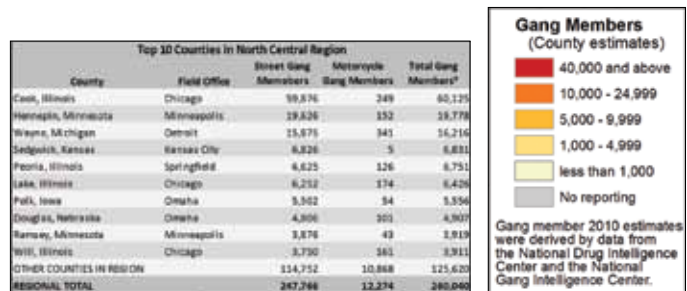 Top 10 Counties in North Central Region
County Field Office Street Gang Members Motorcycle Gang Members Total Gang Members*
Cook, Illinois Chicago 59,876 249 60,125
Hennepin, Minnesota Minneapolis 19,626 152 19,778
Wayne, Michigan Detroit 15,875 341 16,216
Sedgwick, Kansas Kansas City 6,826 5 6,831
Peoria, Illinois Springfield 6,625 126 6,751
Lake, Illinois Chicago 6,252 174 6,426
Polk, Iowa Omaha 5,502 54 5,556
Douglas, Nebraska Omaha 4,806 101 4,907
Ramsey, Minnesota Minneapolis 3,876 43 3,919
Will, Illinois Chicago 3,750 161 3,911
OTHER COUNTIES IN REGION 114,752 10,868 125,620
REGIONAL TOTAL 247,766 12,274 260,040
Gang Members
(County estimates)
40,000 and above
10,000 - 24,999
5,000 - 9,999
1,000 - 4,999
less than 1,000
No reporting
Gang member 2010 estimates
were derived by data from
the National Drug Intelligence
Center and the National
Gang Intelligence Center.